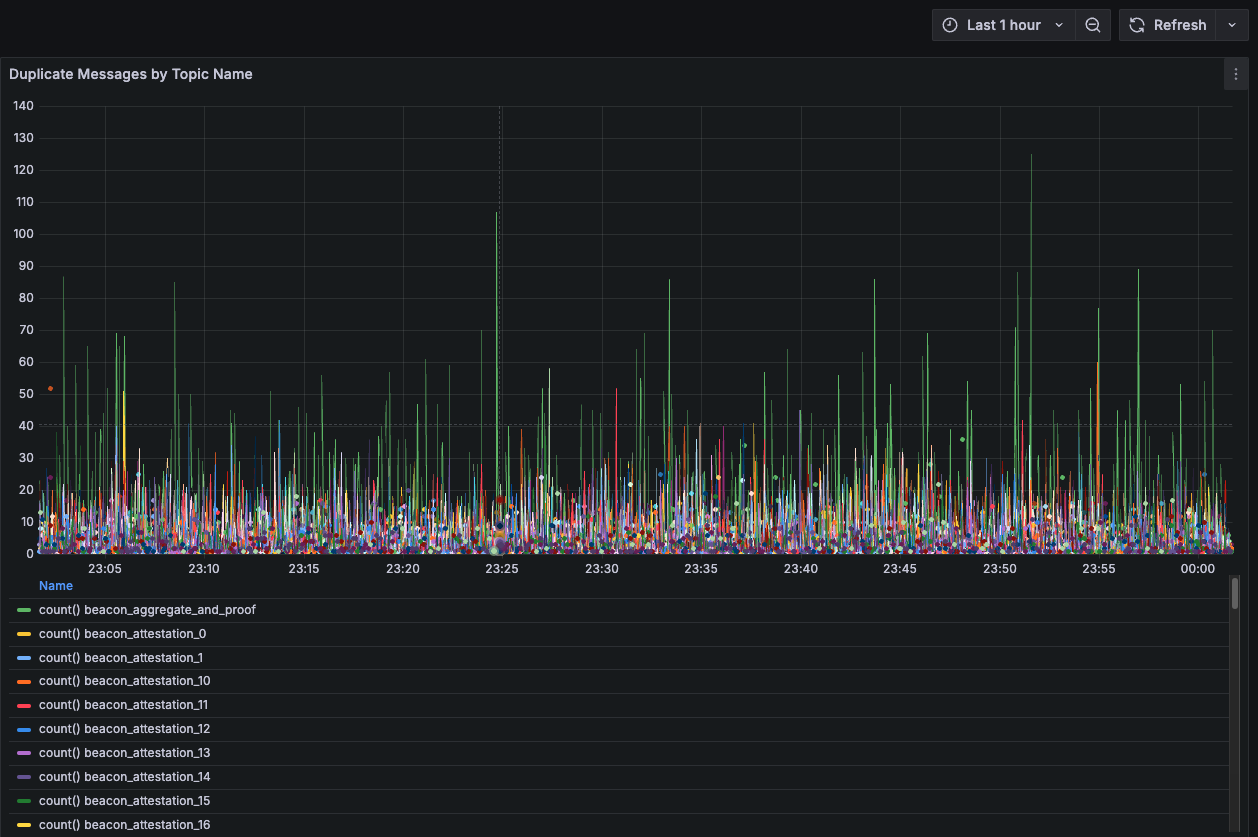 Last 1 hour
Refresh
Duplicate Messages by Topic Name
140
130
120
110
100
90
80
70
60
50
40
30
20
10
0
23:05 23:10 23:15 23:20 23:25 23:30 23:35 23:40 23:45 23:50 23:55 00:00
Name
count() beacon_aggregate_and_proof
count() beacon_attestation_0
count() beacon_attestation_1
count() beacon_attestation_10
count() beacon_attestation_11
count() beacon_attestation_12
count() beacon_attestation_13
count() beacon_attestation_14
count() beacon_attestation_15
count() beacon_attestation_16